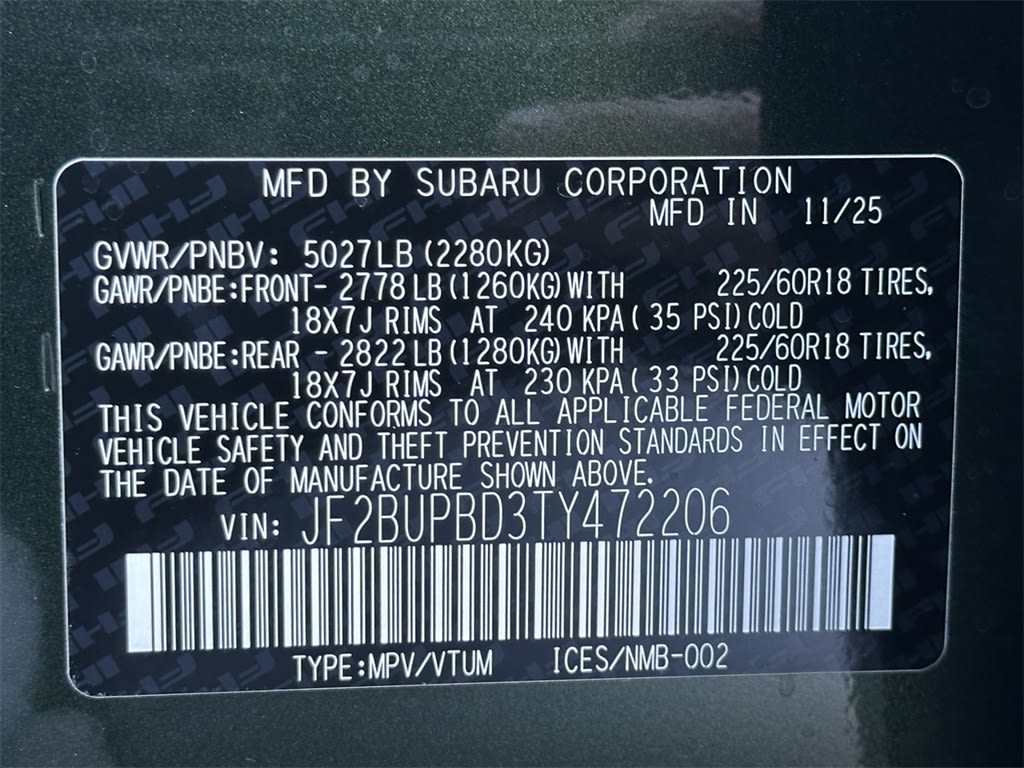 MFD BY SUBARU CORPORATION
MFD IN 11/25
GVWR/PNBV: 5027LB (2280KG)
GAWR/PNBE:FRONT- 2778 LB (1260KG) WITH 225/60R18 TIRES,
18X7J RIMS AT 240 KPA ( 35 PSI) COLD
GAWR/PNBE:REAR - 2822 LB (1280KG) WITH 225/60R18 TIRES,
18X7J RIMS AT 230 KPA ( 33 PSI) COLD
THIS VEHICLE CONFORMS TO ALL APPLICABLE FEDERAL MOTOR
VEHICLE SAFETY AND THEFT PREVENTION STANDARDS IN EFFECT ON
THE DATE OF MANUFACTURE SHOWN ABOVE.
VIN: JF2BUPBD3TY472206
TYPE:MPV/VTUM ICES/NMB-002